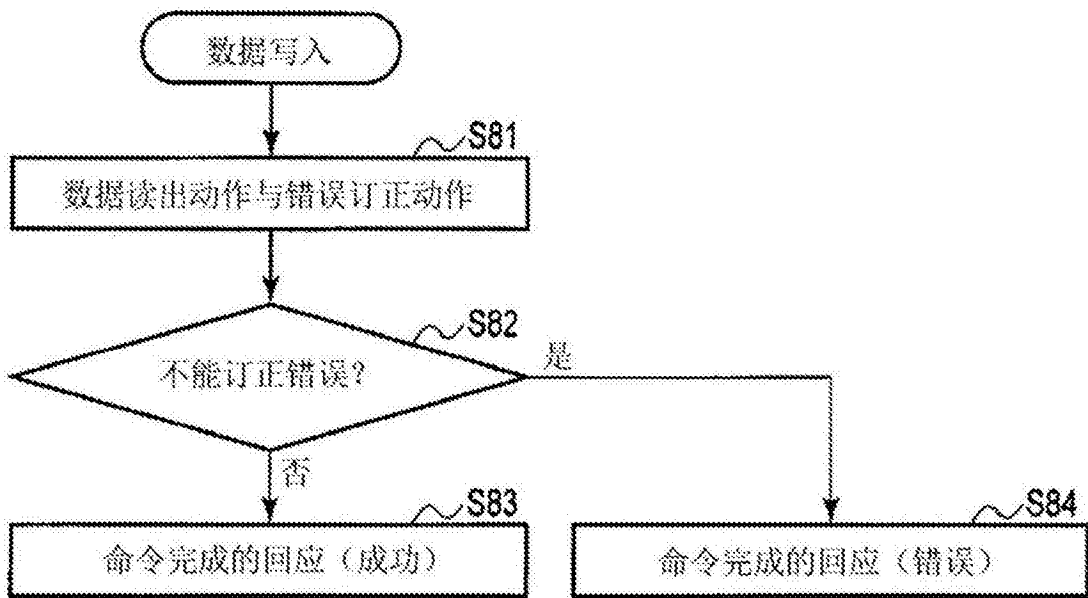 数据写入
S81
数据读出动作与错误订正动作
S82
不能订正错误?
是
否
S83
命令完成的回应(成功)
S84
命令完成的回应(错误)